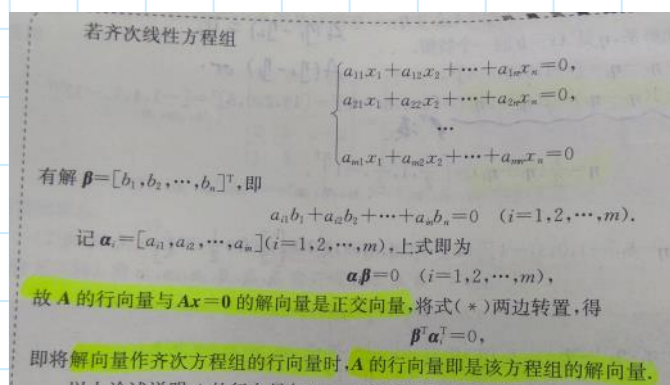 若齐次线性方程组
a₁₁x₁+a₁₂x₂+⋯+a₁ₙxₙ=0,
a₂₁x₁+a₂₂x₂+⋯+a₂ₙxₙ=0,
⋯
aₘ₁x₁+aₘ₂x₂+⋯+aₘₙxₙ=0
有解 β=[b₁,b₂,⋯,bₙ]ᵀ,即
aᵢ₁b₁+aᵢ₂b₂+⋯+aᵢₙbₙ=0 (i=1,2,⋯,m).
记 αᵢ=[aᵢ₁,aᵢ₂,⋯,aᵢₙ](i=1,2,⋯,m),上式即为
αᵢβ=0 (i=1,2,⋯,m),
故 A 的行向量与 Ax=0 的解向量是正交向量,将式(*)两边转置,得
βᵀαᵢᵀ=0,
即将解向量作齐次方程组的行向量时,A 的行向量即是该方程组的解向量.